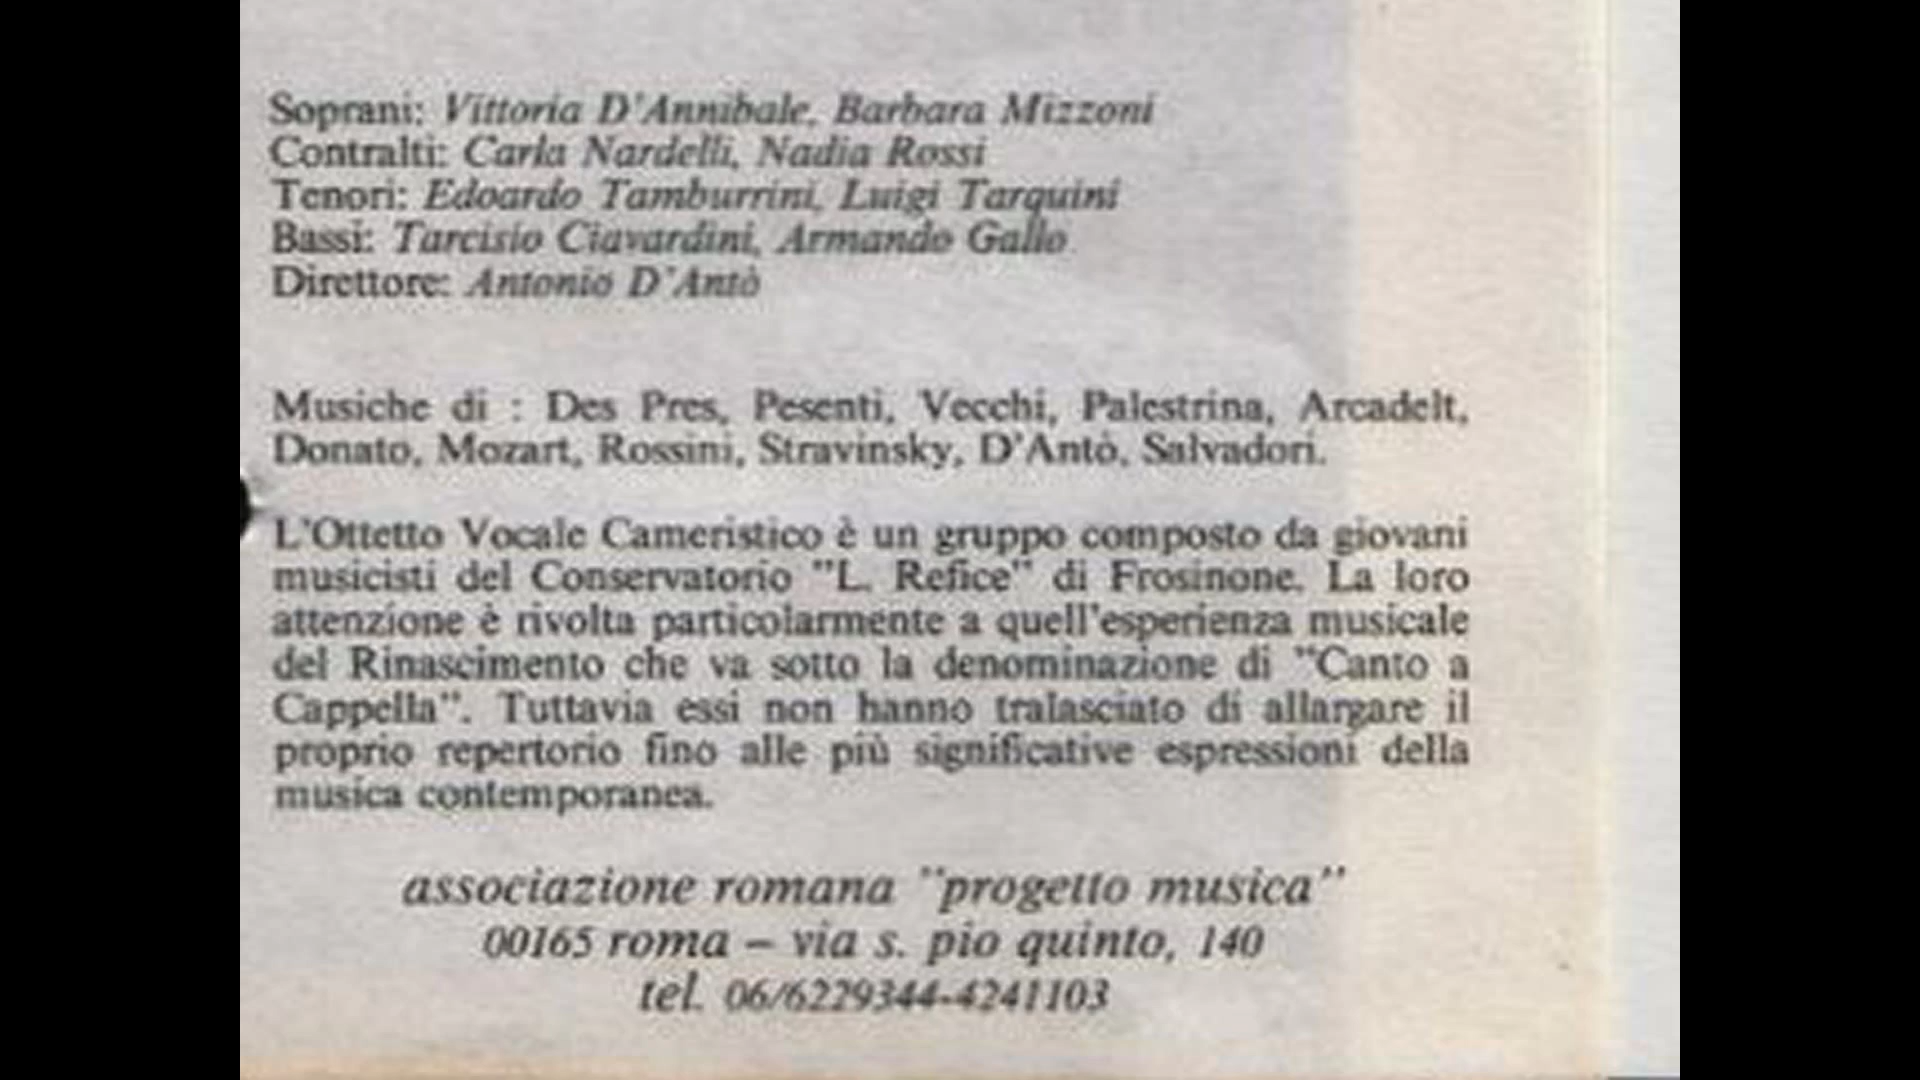 Soprani: Vittoria D'Annibale, Barbara Mizzoni
Contralti: Carla Nardelli, Nadia Rossi
Tenori: Edoardo Tamburrini, Luigi Tarquini
Bassi: Tarcisio Ciavardini, Armando Gallo
Direttore: Antonio D'Antò
Musiche di : Des Pres, Pesenti, Vecchi, Palestrina, Arcadelt,
Donato, Mozart, Rossini, Stravinsky, D'Antò, Salvadori.
L'Ottetto Vocale Cameristico è un gruppo composto da giovani
musicisti del Conservatorio "L. Refice" di Frosinone. La loro
attenzione è rivolta particolarmente a quell'esperienza musicale
del Rinascimento che va sotto la denominazione di "Canto a
Cappella". Tuttavia essi non hanno tralasciato di allargare il
proprio repertorio fino alle più significative espressioni della
musica contemporanea.
associazione romana "progetto musica"
00165 roma – via s. pio quinto, 140
tel. 06/6229344-4241103